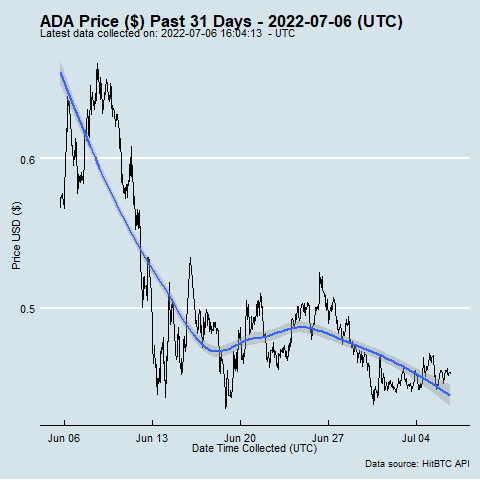 ADA Price ($) Past 31 Days - 2022-07-06 (UTC)
Latest data collected on: 2022-07-06 16:04:13 - UTC
Price USD ($)
0.6
0.5
Jun 06 Jun 13 Jun 20 Jun 27 Jul 04
Date Time Collected (UTC)
Data source: HitBTC API